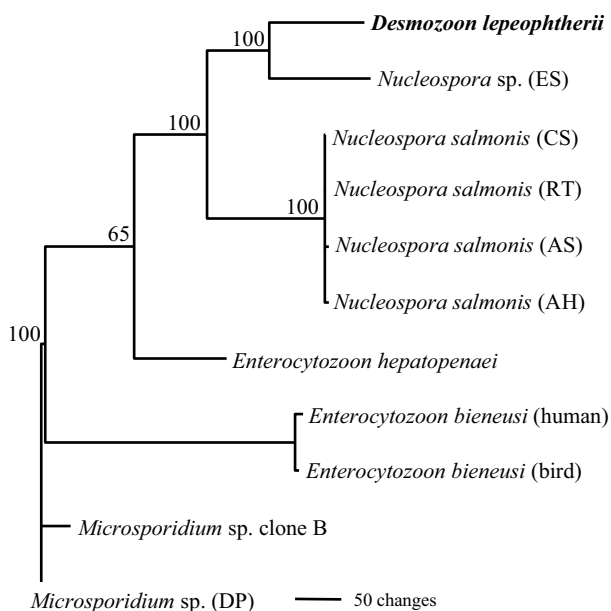 Desmozoon lepeophtherii
100
Nucleospora sp. (ES)
100
Nucleospora salmonis (CS)
Nucleospora salmonis (RT)
100
65
Nucleospora salmonis (AS)
Nucleospora salmonis (AH)
100
Enterocytozoon hepatopenaei
Enterocytozoon bieneusi (human)
Enterocytozoon bieneusi (bird)
Microsporidium sp. clone B
Microsporidium sp. (DP)
50 changes